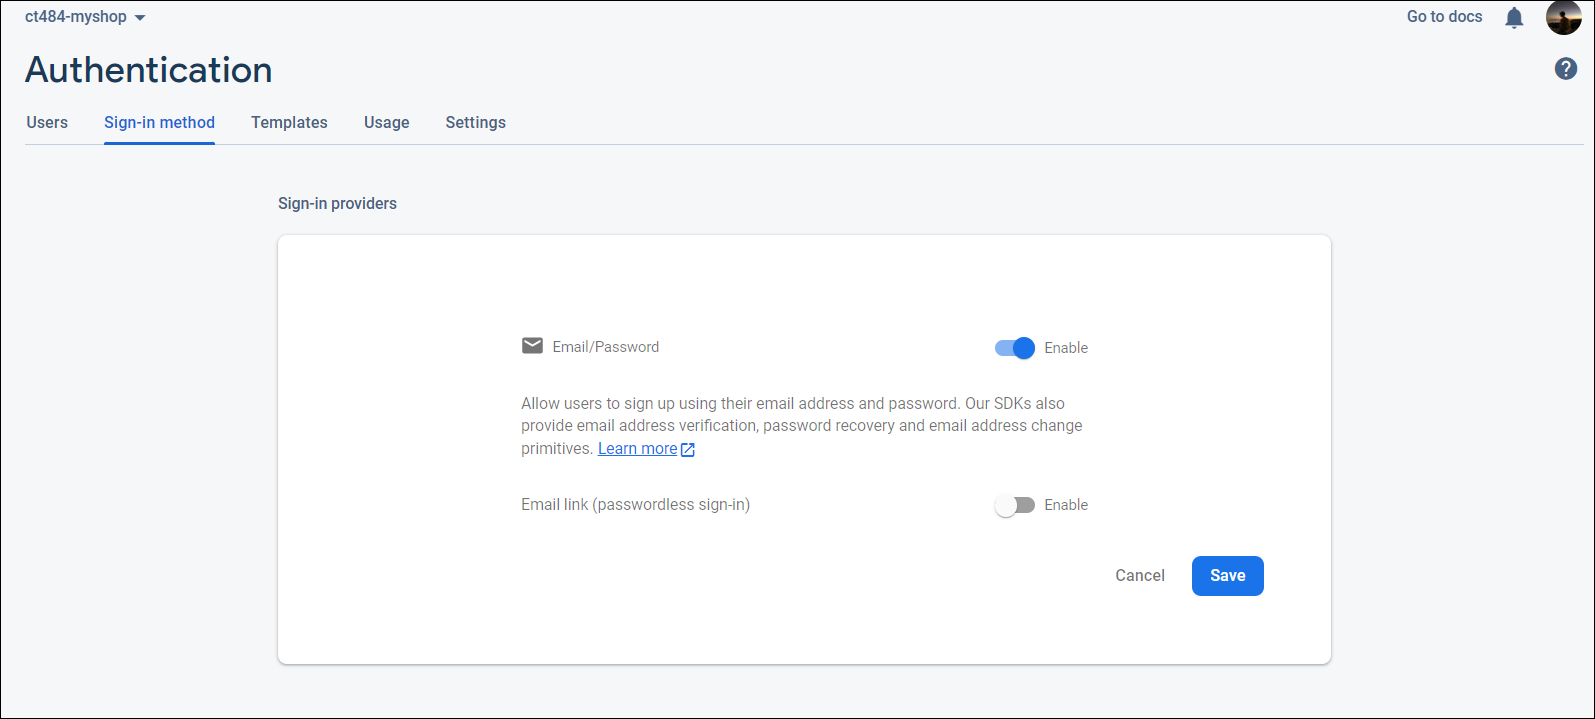 ct484-myshop
Go to docs
Authentication
Users
Sign-in method
Templates
Usage
Settings
Sign-in providers
Email/Password
Enable
Allow users to sign up using their email address and password. Our SDKs also
provide email address verification, password recovery and email address change
primitives. Learn more
Email link (passwordless sign-in)
Enable
Cancel
Save